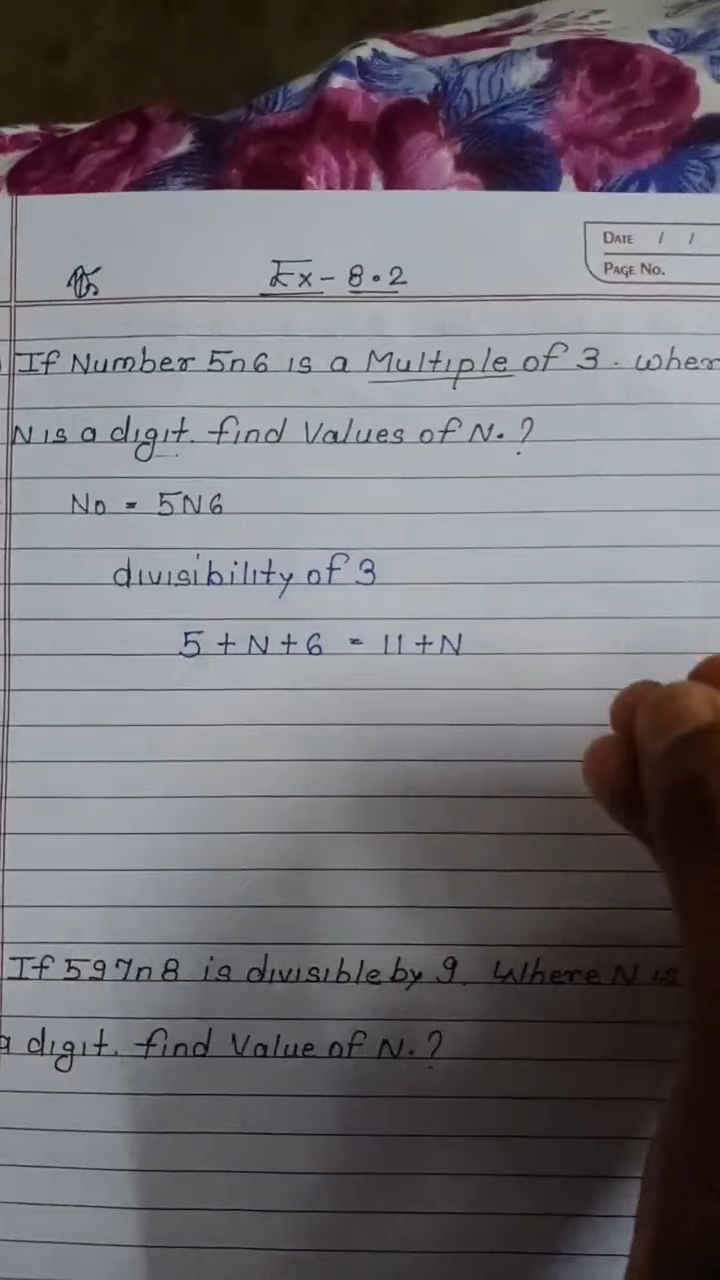 DATE / /
PAGE NO.
Ex - 8.2
If Number 5n6 is a Multiple of 3. wher
N is a digit. find Values of N.?
No = 5N6
divisibility of 3
5 + N + 6 = 11 + N
If 597n8 is divisible by 9. Where N is
a digit. find Value of N.?